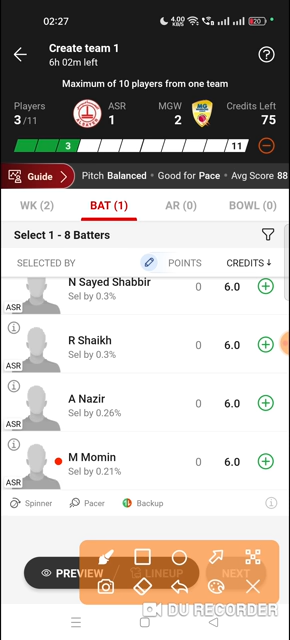 02:27
4.00 KB/S
20
Create team 1
6h 02m left
Maximum of 10 players from one team
Players ASR MGW Credits Left
3/11 1 2 75
3 11
Guide Pitch Balanced • Good for Pace • Avg Score 88
WK (2) BAT (1) AR (0) BOWL (0)
Select 1 - 8 Batters
SELECTED BY POINTS CREDITS↓
N Sayed Shabbir 0 6.0
Sel by 0.3%
ASR
R Shaikh 0 6.0
Sel by 0.3%
ASR
A Nazir 0 6.0
Sel by 0.26%
ASR
M Momin 0 6.0
Sel by 0.21%
ASR
Spinner Pacer Backup
PREVIEW / LINEUP NEXT
DU RECORDER